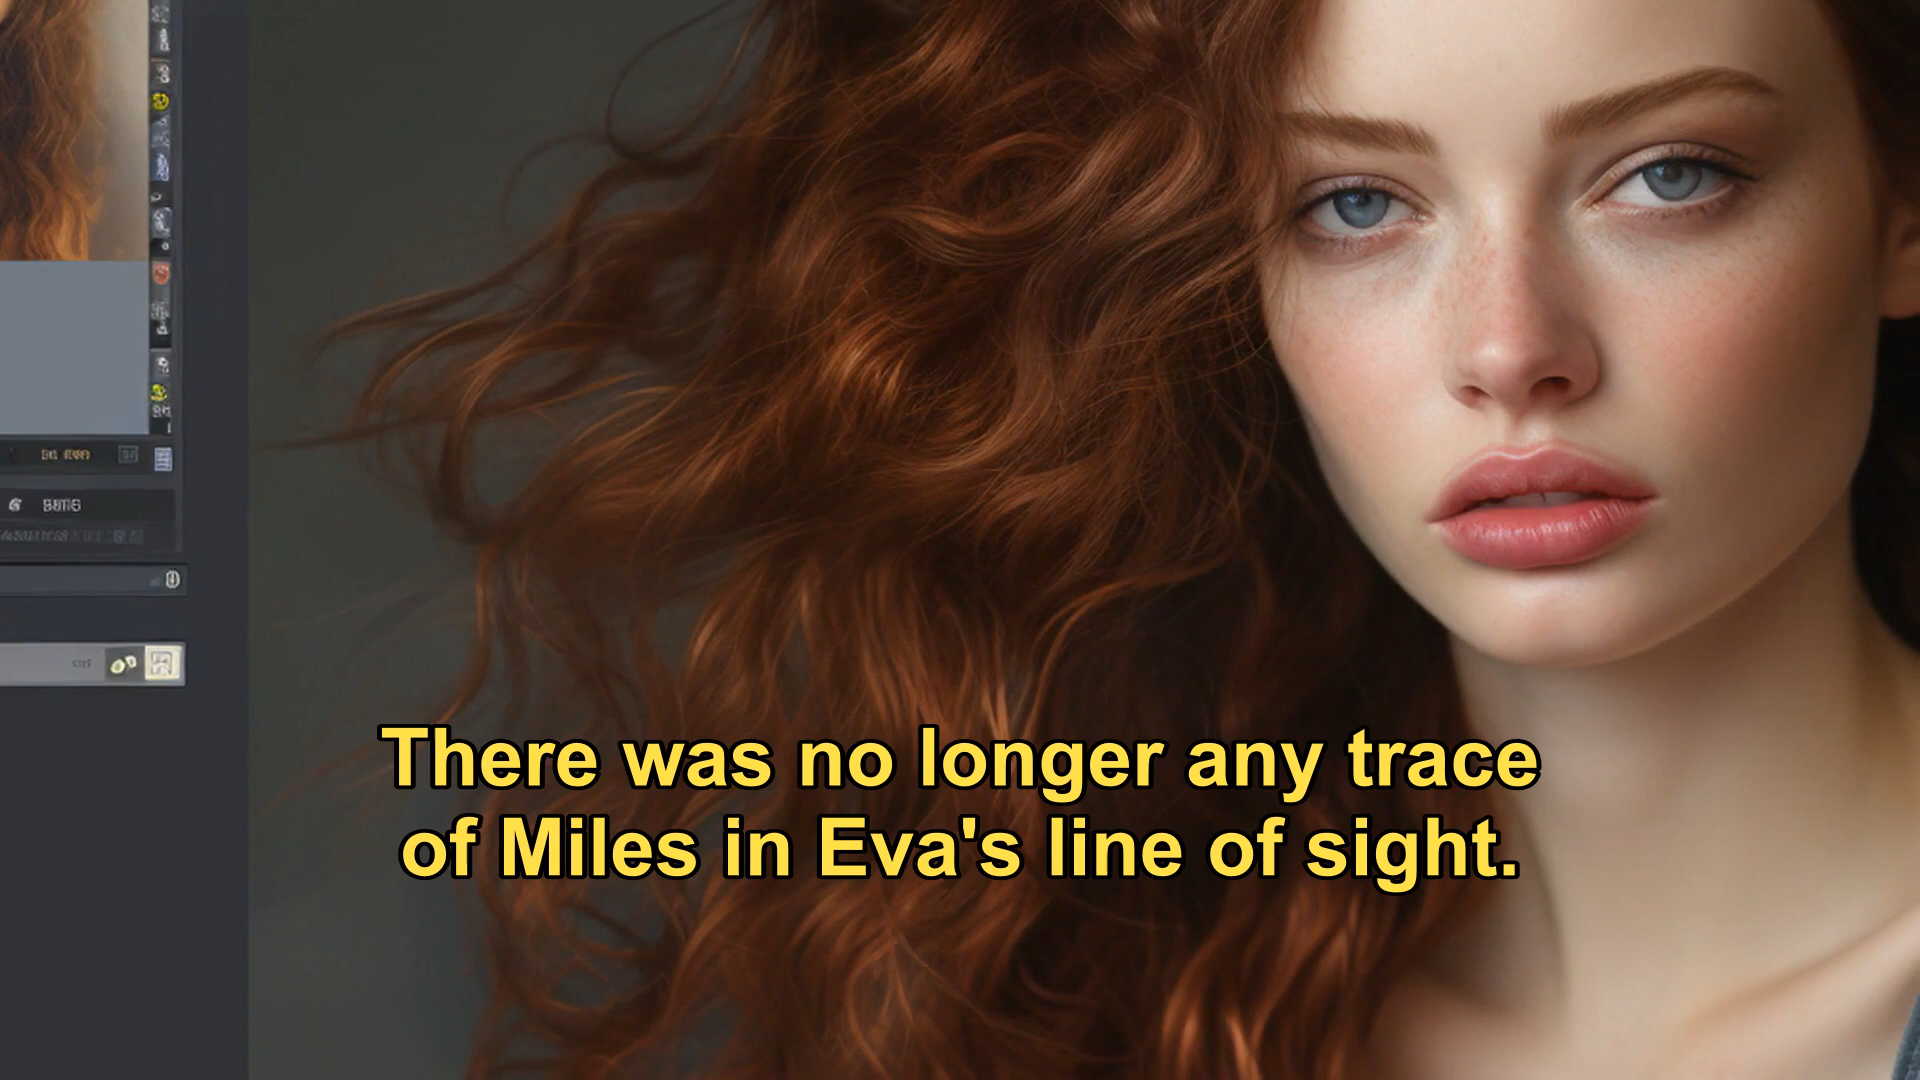 There was no longer any trace
of Miles in Eva's line of sight.